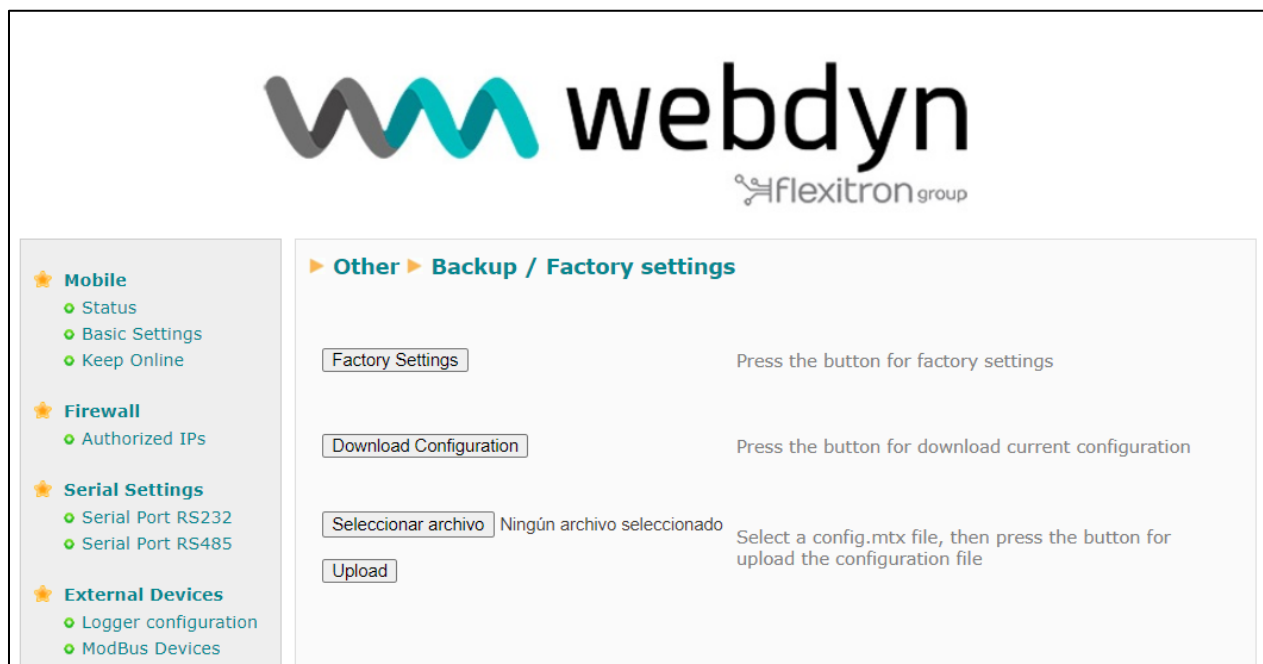 webdyn
flexitron group
Mobile
Status
Basic Settings
Keep Online
Firewall
Authorized IPs
Serial Settings
Serial Port RS232
Serial Port RS485
External Devices
Logger configuration
ModBus Devices
Other Backup / Factory settings
Factory Settings
Press the button for factory settings
Download Configuration
Press the button for download current configuration
Seleccionar archivo Ningún archivo seleccionado
Upload
Select a config.mtx file, then press the button for
upload the configuration file